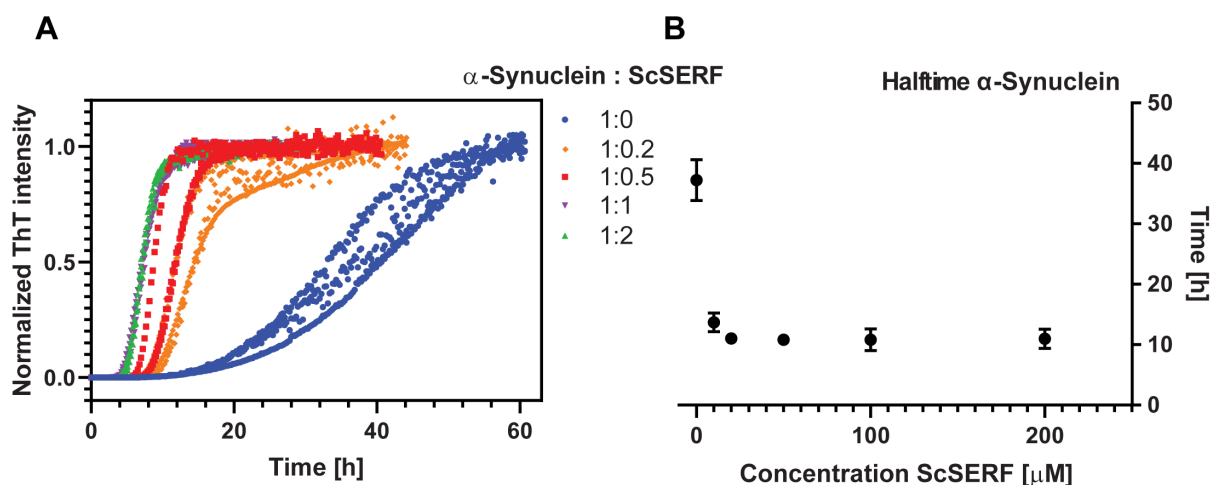 A
B
α-Synuclein : ScSERF
Halftime α-Synuclein
Normalized ThT intensity
1.0
0.5
0.0
0
20
40
60
Time [h]
1:0
1:0.2
1:0.5
1:1
1:2
50
40
30
20
10
0
Time [h]
0
100
200
Concentration ScSERF [μM]